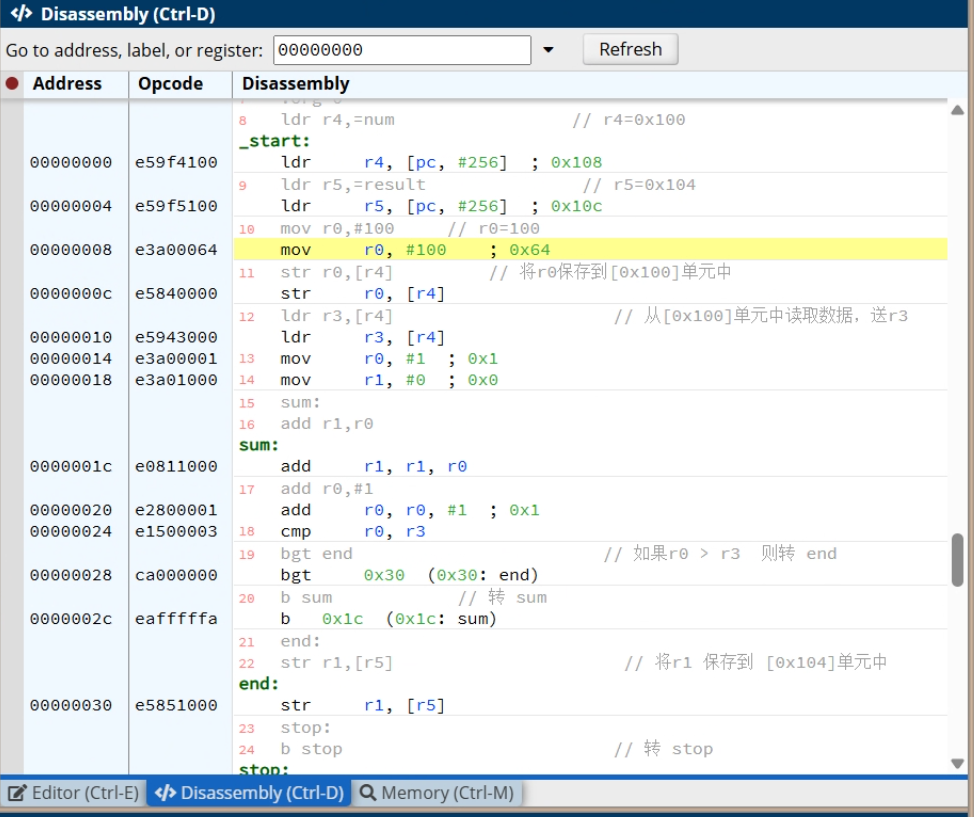 </> Disassembly (Ctrl-D)
Go to address, label, or register: 00000000 Refresh
Address Opcode Disassembly
8 ldr r4,=num // r4=0x100
_start:
00000000 e59f4100 ldr r4, [pc, #256] ; 0x108
9 ldr r5,=result // r5=0x104
00000004 e59f5100 ldr r5, [pc, #256] ; 0x10c
10 mov r0,#100 // r0=100
00000008 e3a00064 mov r0, #100 ; 0x64
11 str r0,[r4] // 将r0保存到[0x100]单元中
0000000c e5840000 str r0, [r4]
12 ldr r3,[r4] // 从[0x100]单元中读取数据，送r3
00000010 e5943000 ldr r3, [r4]
00000014 e3a00001 13 mov r0, #1 ; 0x1
00000018 e3a01000 14 mov r1, #0 ; 0x0
15 sum:
16 add r1,r0
sum:
0000001c e0811000 add r1, r1, r0
17 add r0,#1
00000020 e2800001 add r0, r0, #1 ; 0x1
00000024 e1500003 18 cmp r0, r3
19 bgt end // 如果r0 > r3 则转 end
00000028 ca000000 bgt 0x30 (0x30: end)
20 b sum // 转 sum
0000002c eafffffa b 0x1c (0x1c: sum)
21 end:
22 str r1,[r5] // 将r1 保存到 [0x104]单元中
end:
00000030 e5851000 str r1, [r5]
23 stop:
24 b stop // 转 stop
stop:
Editor (Ctrl-E) </> Disassembly (Ctrl-D) Memory (Ctrl-M)